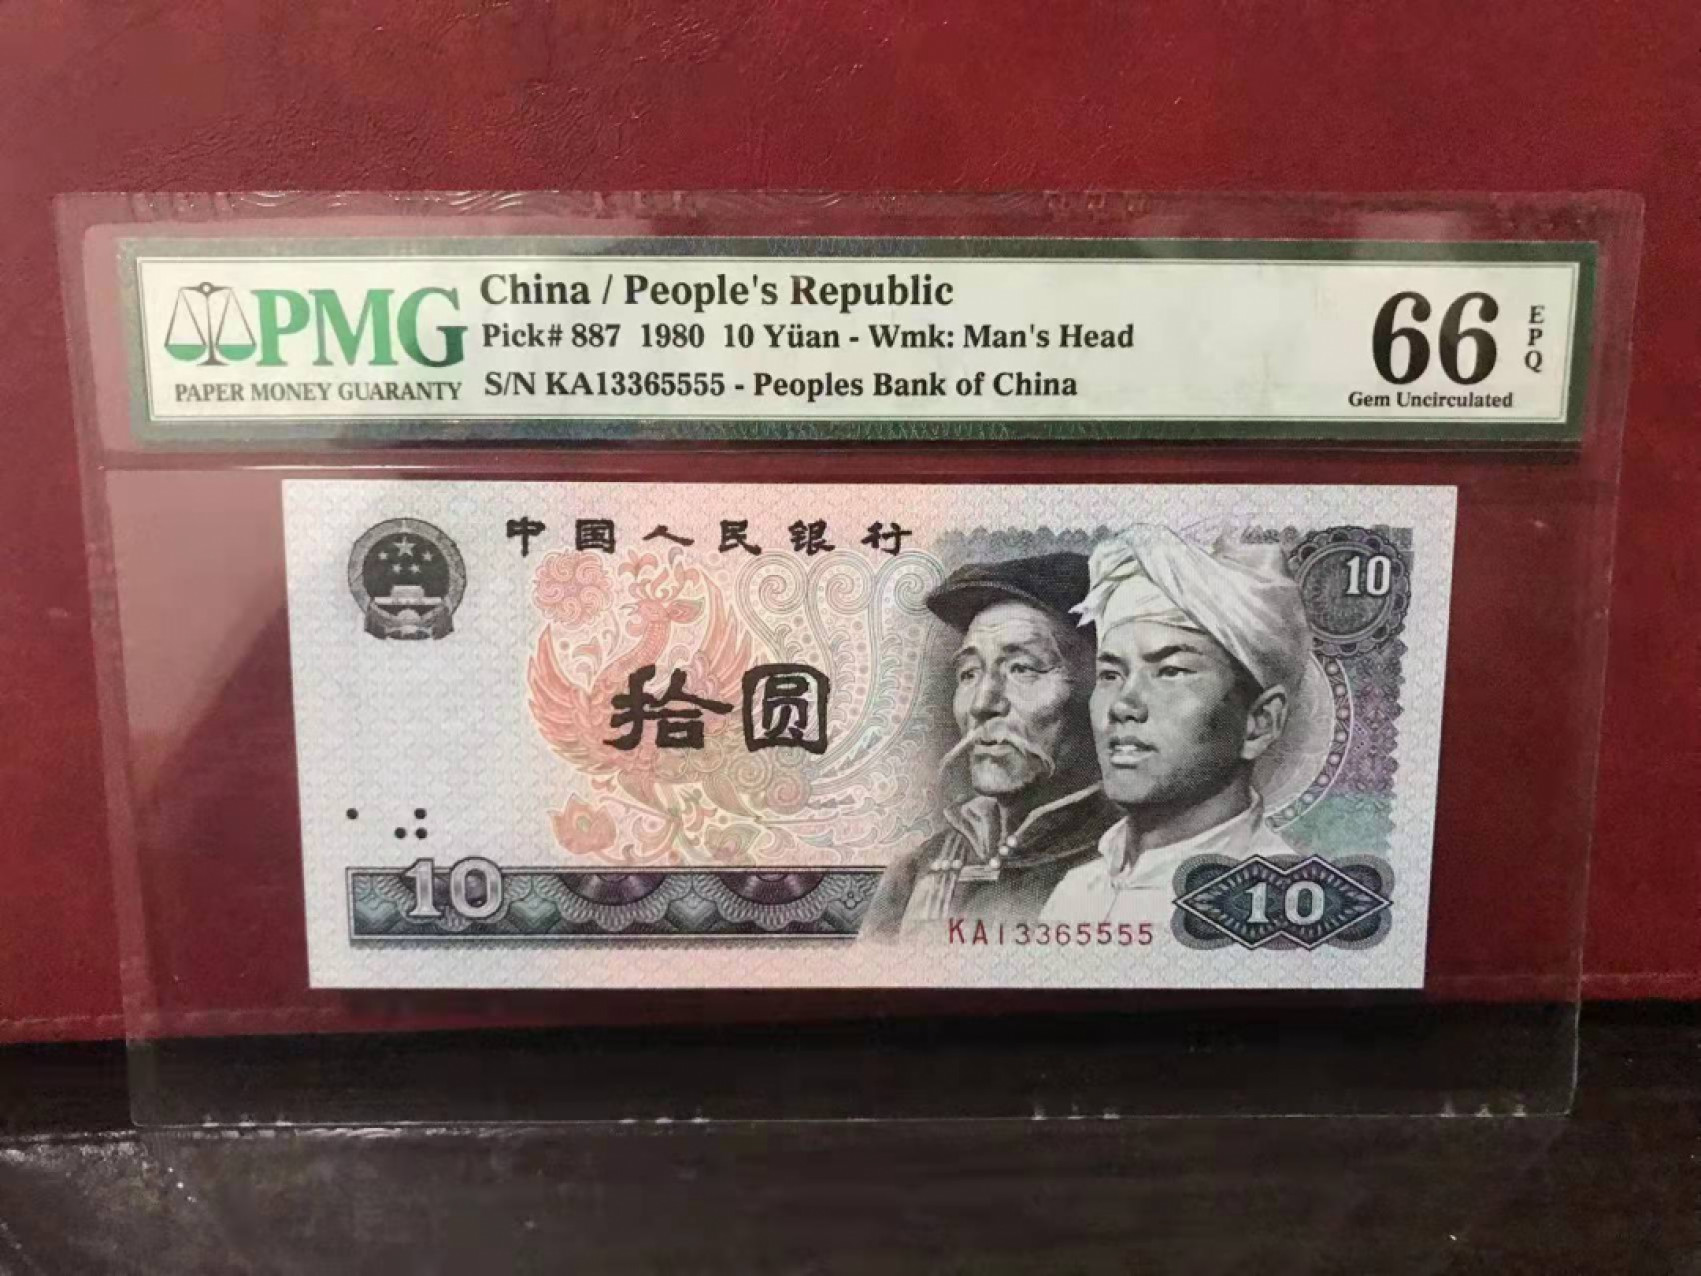 PMG
PAPER MONEY GUARANTY
China / People's Republic
Pick# 887 1980 10 Yüan - Wmk: Man's Head
S/N KA13365555 - Peoples Bank of China
66
EPQ
Gem Uncirculated
中国人民银行
10
拾圆
10
KA13365555
10